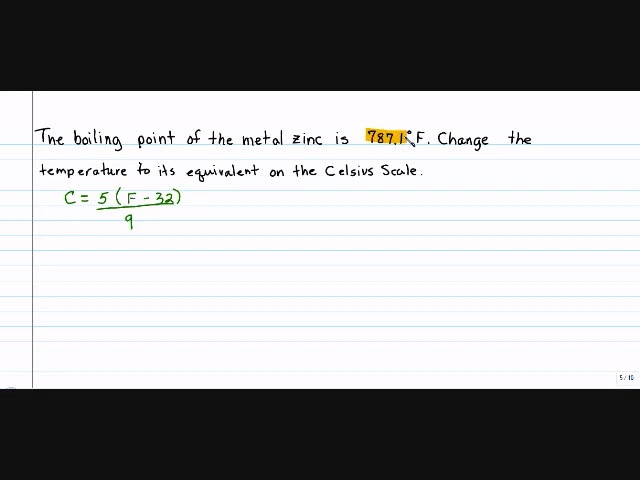 The boiling point of the metal zinc is 787.1°F. Change the
temperature to its equivalent on the Celsius Scale.
C = 5 (F - 32)
9
5 / 10